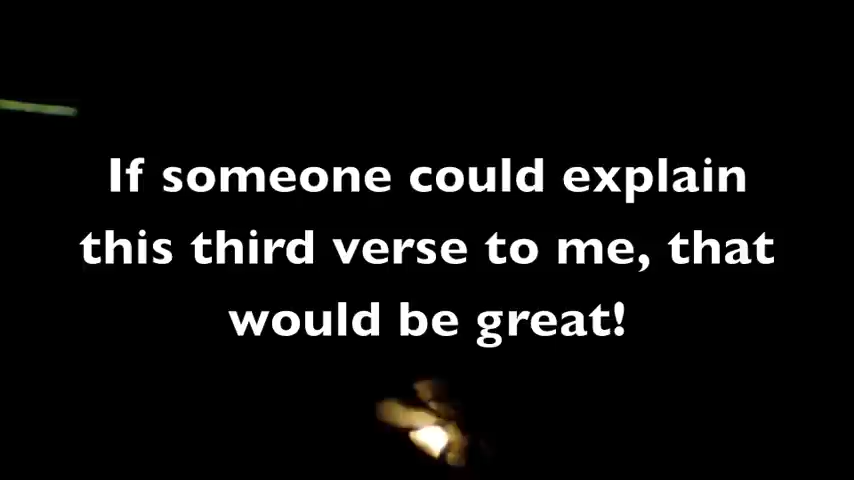 If someone could explain
this third verse to me, that
would be great!